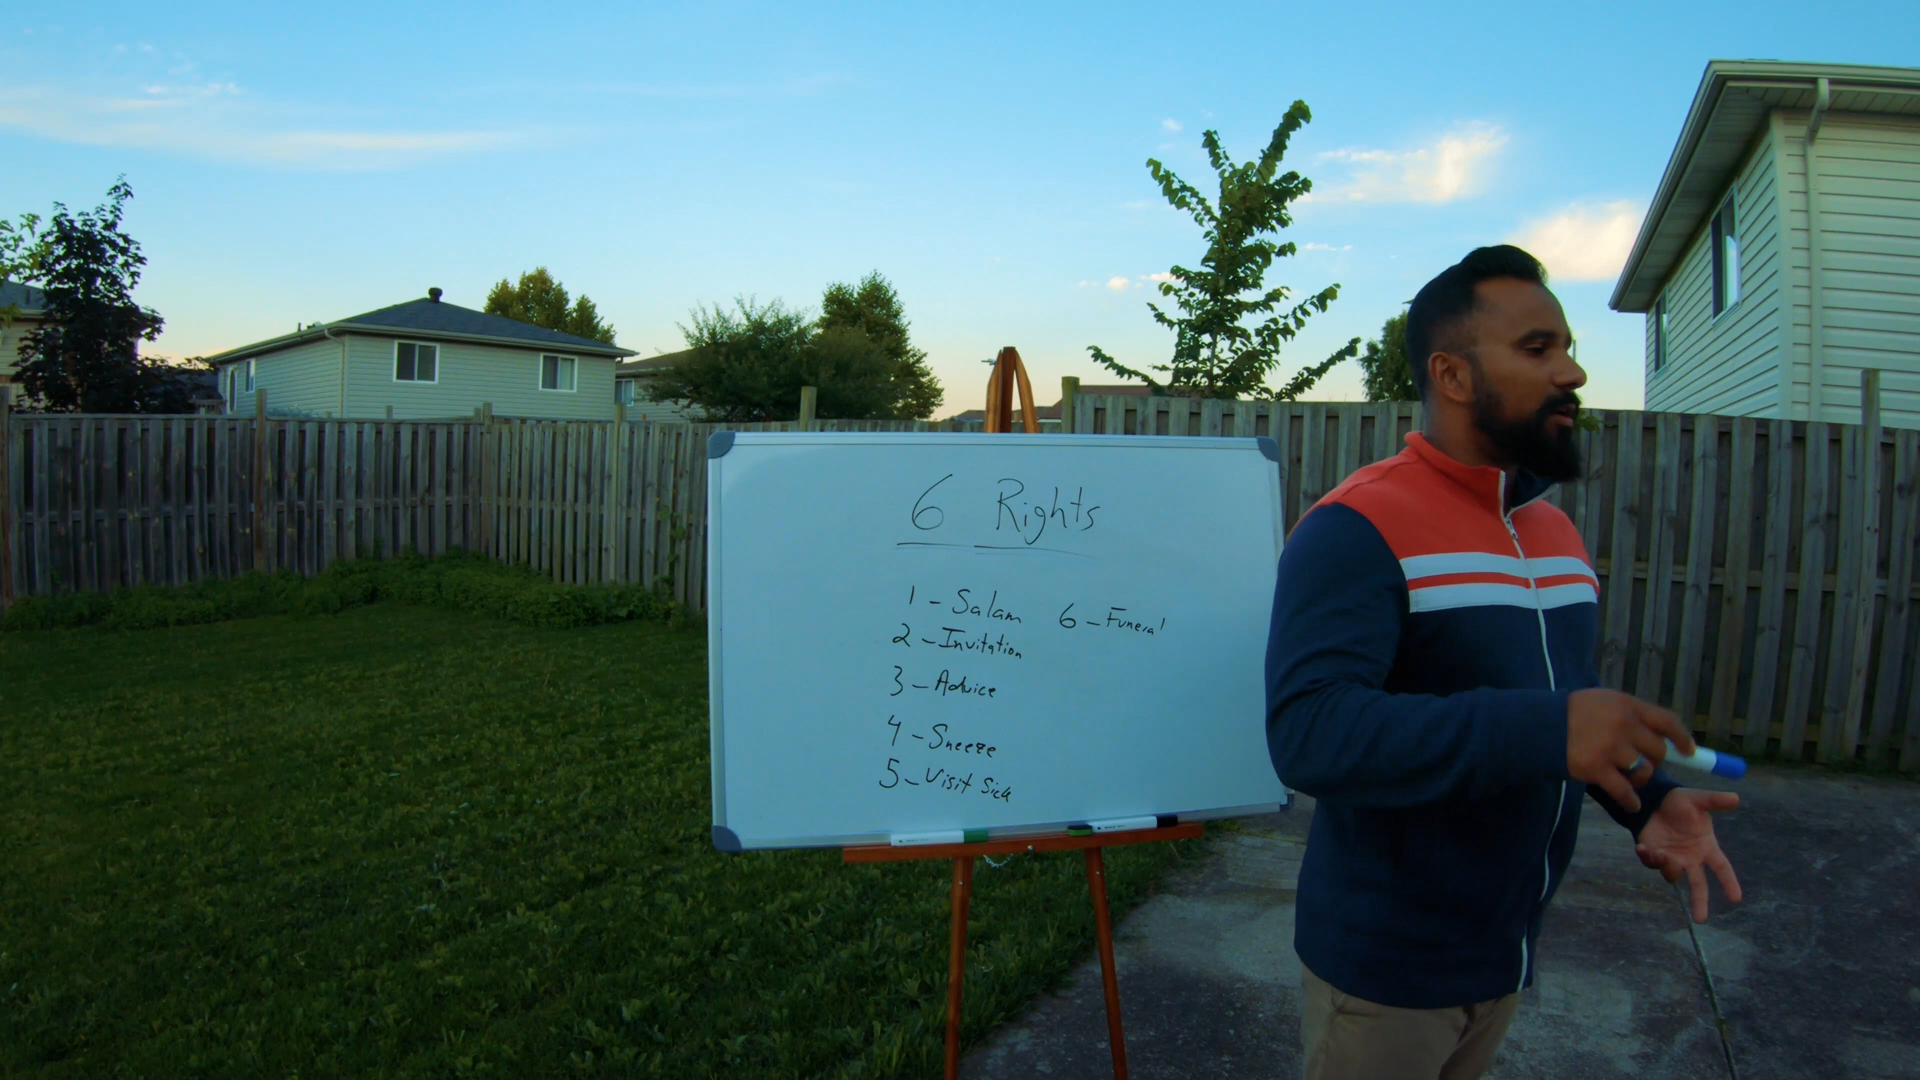 6 Rights
1 - Salam
2 - Invitation
3 - Advice
4 - Sneeze
5 - Visit Sick
6 - Funeral